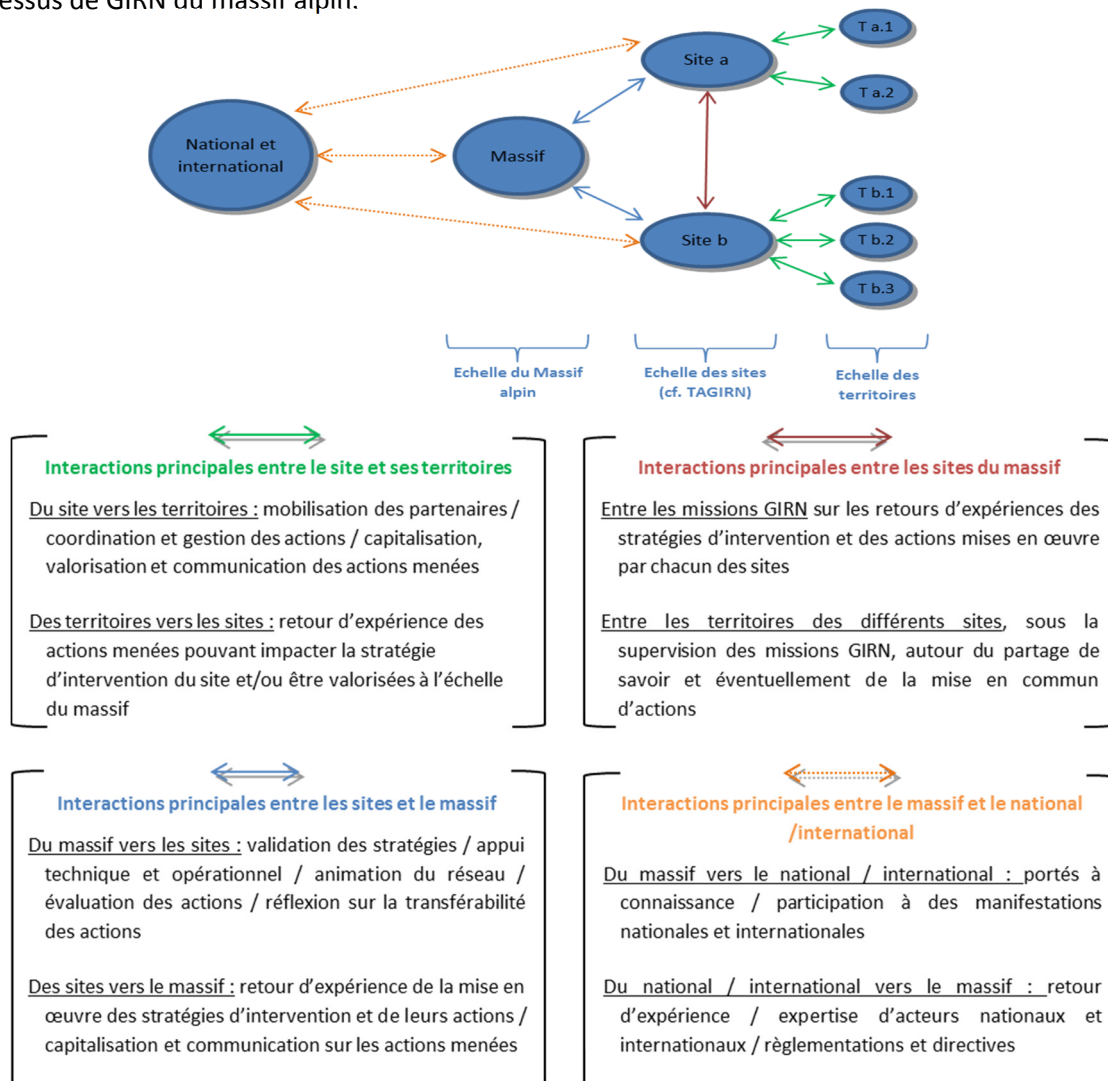 essus de GIRN du massif alpin.
T a.1
Site a
T a.2
National et
international
Massif
T b.1
Site b
T b.2
T b.3
Echelle du Massif
alpin
Echelle des sites
(cf. TAGIRN)
Echelle des
territoires
Interactions principales entre le site et ses territoires
Du site vers les territoires : mobilisation des partenaires /
coordination et gestion des actions / capitalisation,
valorisation et communication des actions menées
Des territoires vers les sites : retour d’expérience des
actions menées pouvant impacter la stratégie
d’intervention du site et/ou être valorisées à l’échelle
du massif
Interactions principales entre les sites du massif
Entre les missions GIRN sur les retours d’expériences des
stratégies d’intervention et des actions mises en œuvre
par chacun des sites
Entre les territoires des différents sites, sous la
supervision des missions GIRN, autour du partage de
savoir et éventuellement de la mise en commun
d’actions
Interactions principales entre les sites et le massif
Du massif vers les sites : validation des stratégies / appui
technique et opérationnel / animation du réseau /
évaluation des actions / réflexion sur la transférabilité
des actions
Des sites vers le massif : retour d’expérience de la mise en
œuvre des stratégies d’intervention et de leurs actions /
capitalisation et communication sur les actions menées
Interactions principales entre le massif et le national
/international
Du massif vers le national / international : portés à
connaissance / participation à des manifestations
nationales et internationales
Du national / international vers le massif : retour
d’expérience / expertise d’acteurs nationaux et
internationaux / règlementations et directives